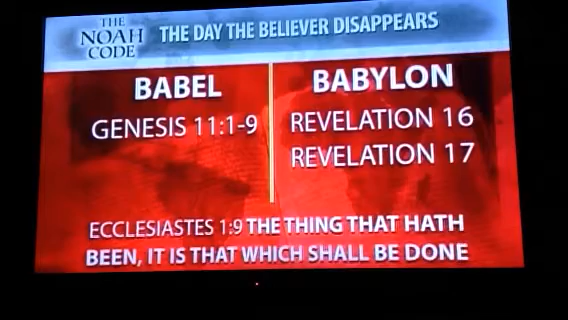 THE
NOAH
CODE
THE DAY THE BELIEVER DISAPPEARS
BABEL
GENESIS 11:1-9
BABYLON
REVELATION 16
REVELATION 17
ECCLESIASTES 1:9 THE THING THAT HATH
BEEN, IT IS THAT WHICH SHALL BE DONE